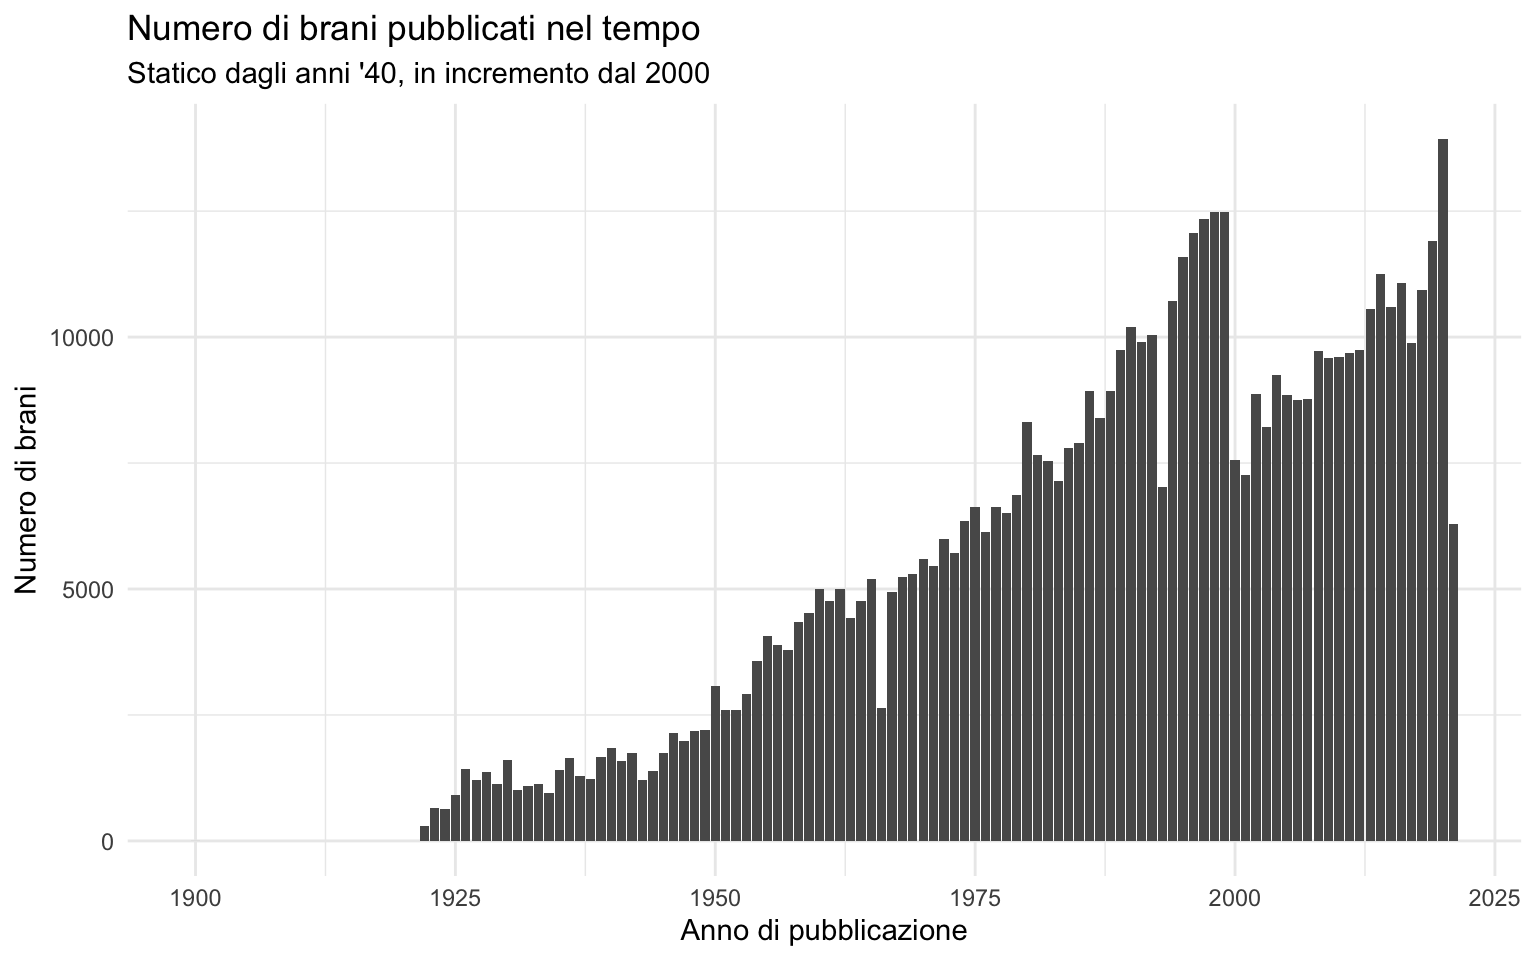 Numero di brani pubblicati nel tempo
Statico dagli anni '40, in incremento dal 2000
10000
5000
0
Numero di brani
1900 1925 1950 1975 2000 2025
Anno di pubblicazione